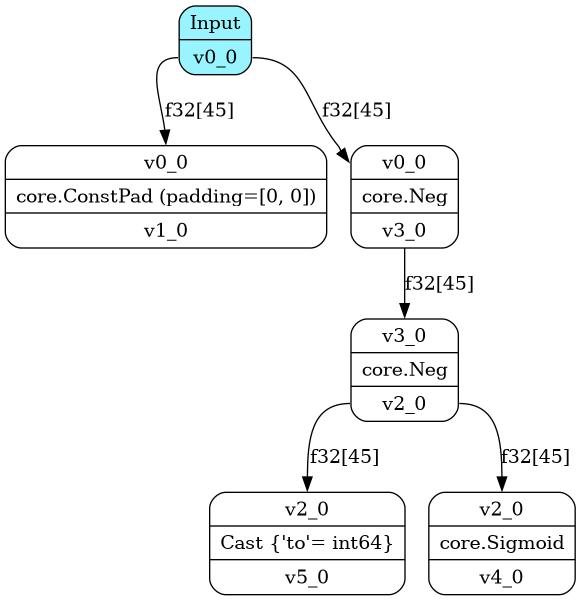 Input
v0_0
f32[45]
f32[45]
v0_0
core.ConstPad (padding=[0, 0])
v1_0
v0_0
core.Neg
v3_0
f32[45]
v3_0
core.Neg
v2_0
f32[45]
f32[45]
v2_0
Cast {'to'= int64}
v5_0
v2_0
core.Sigmoid
v4_0